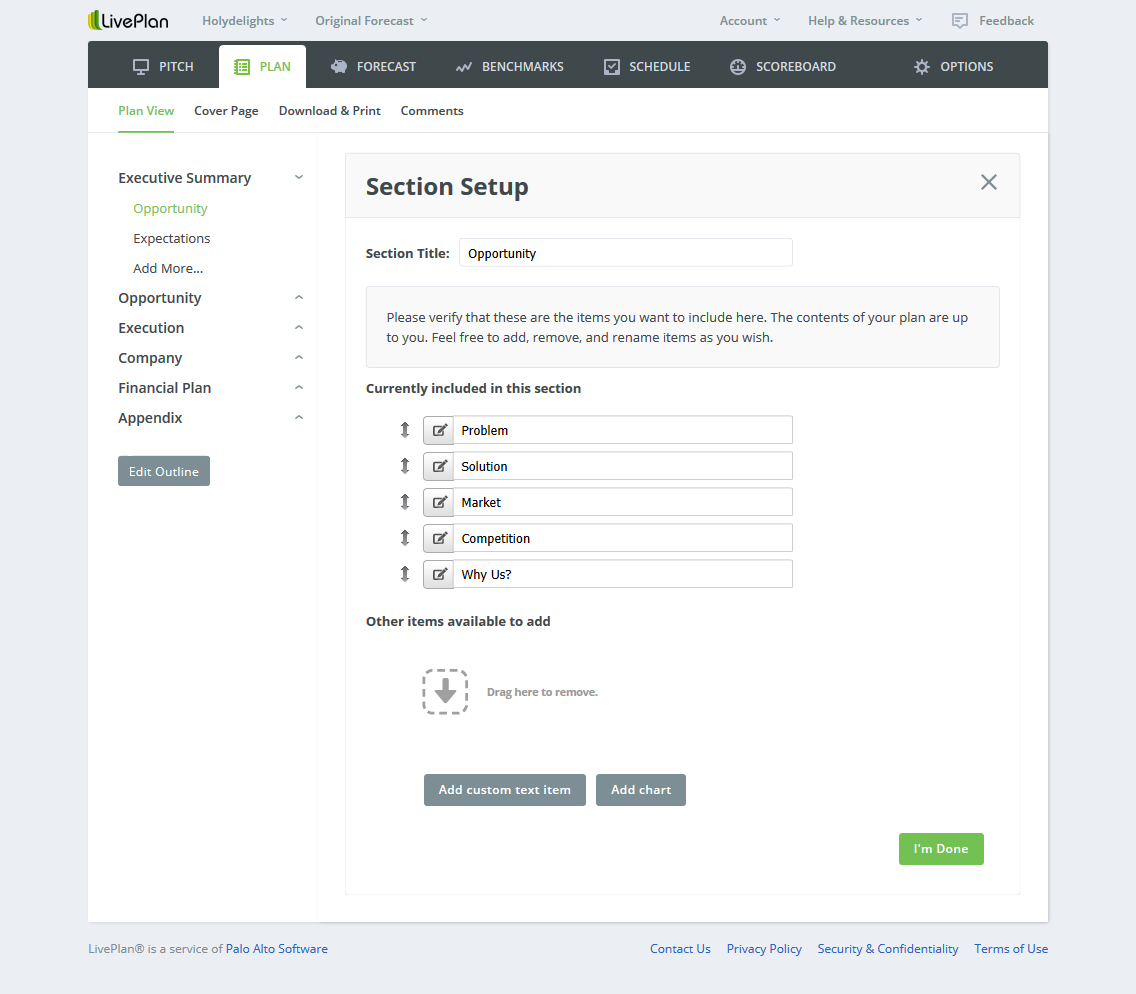 LivePlan Holydelights Original Forecast Account Help & Resources Feedback
PITCH PLAN FORECAST BENCHMARKS SCHEDULE SCOREBOARD OPTIONS
Plan View Cover Page Download & Print Comments
Executive Summary
Opportunity
Expectations
Add More...
Opportunity
Execution
Company
Financial Plan
Appendix
Edit Outline
Section Setup
Section Title: Opportunity
Please verify that these are the items you want to include here. The contents of your plan are up
to you. Feel free to add, remove, and rename items as you wish.
Currently included in this section
Problem
Solution
Market
Competition
Why Us?
Other items available to add
Drag here to remove.
Add custom text item Add chart
I'm Done
LivePlan® is a service of Palo Alto Software Contact Us Privacy Policy Security & Confidentiality Terms of Use